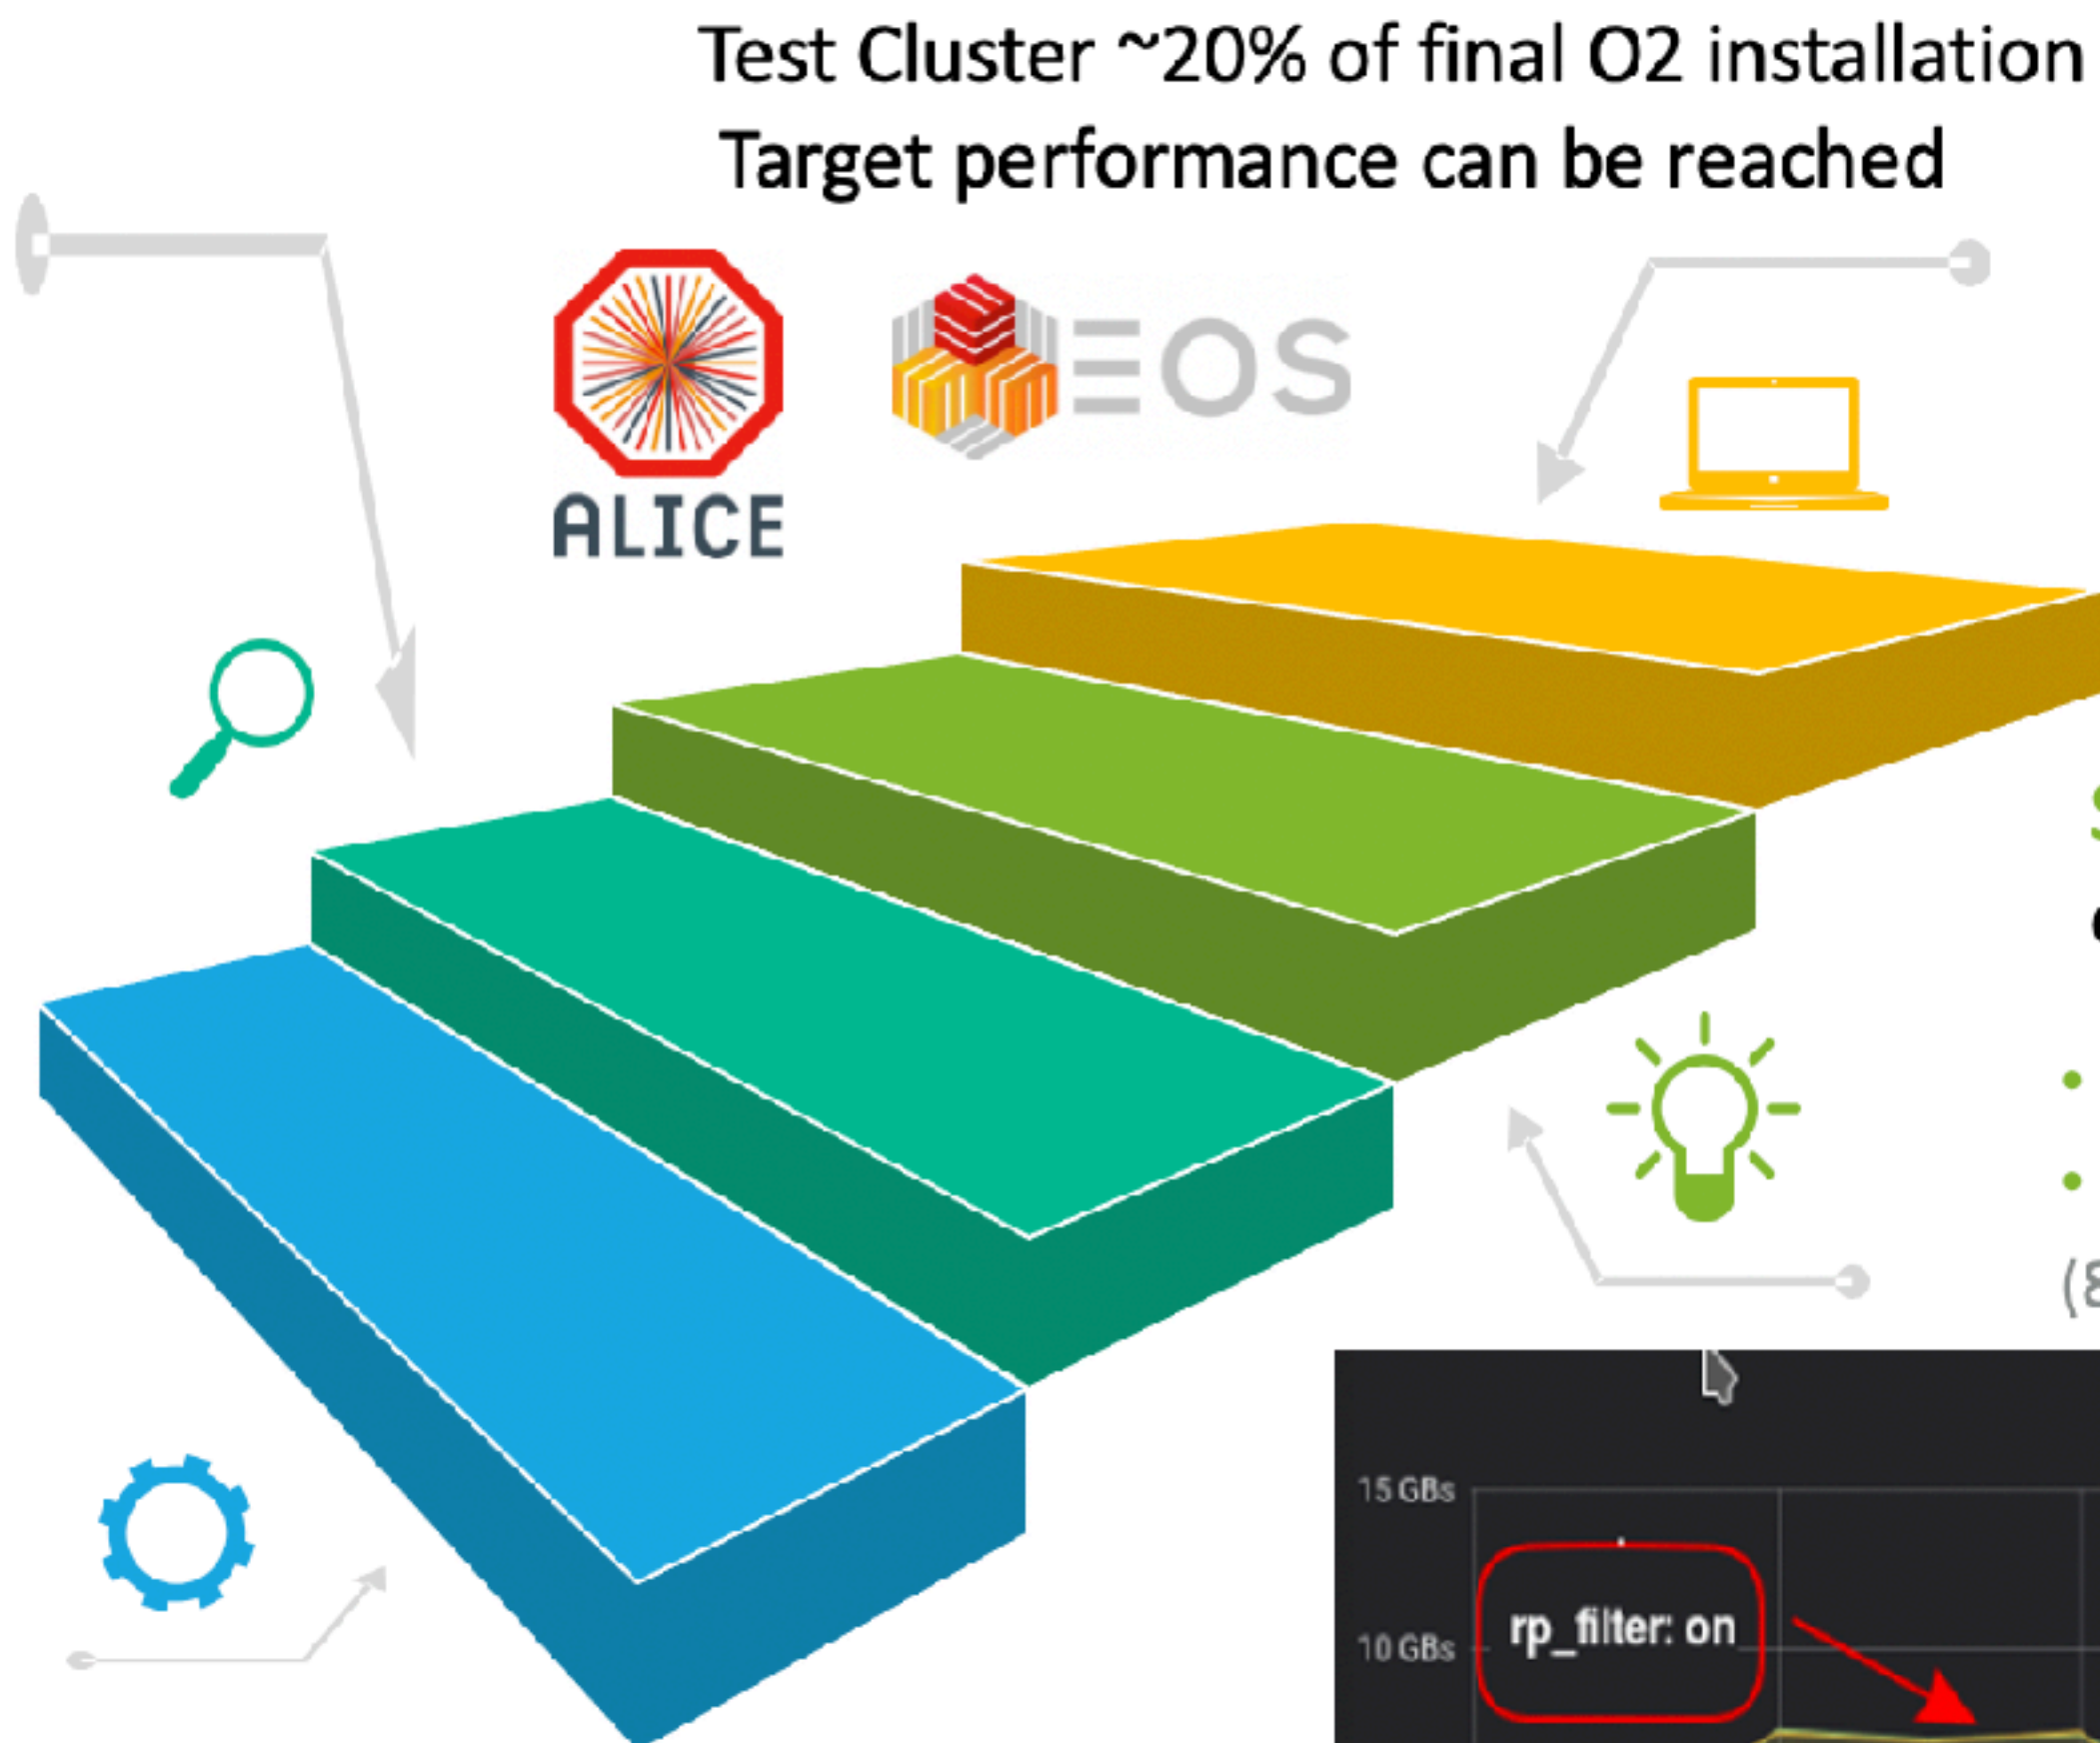 Test Cluster ~20% of final O2 installation
Target performance can be reached
ALICE
EOS
15 GBs
rp_filter: on
10 GBs